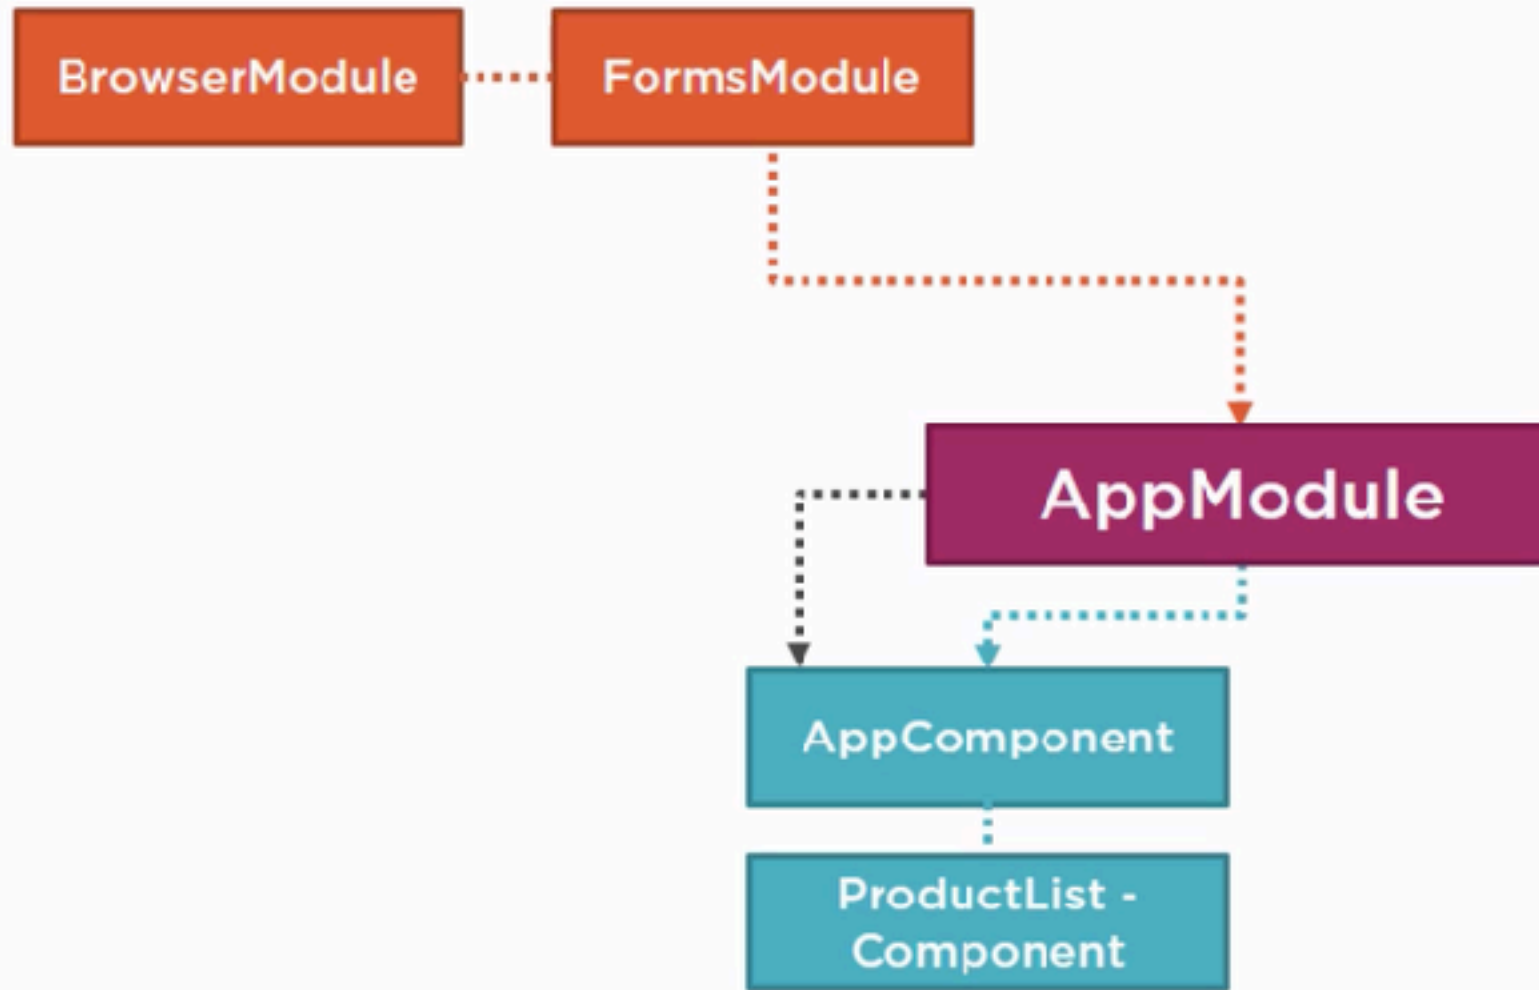 BrowserModule
FormsModule
AppModule
AppComponent
ProductList -
Component